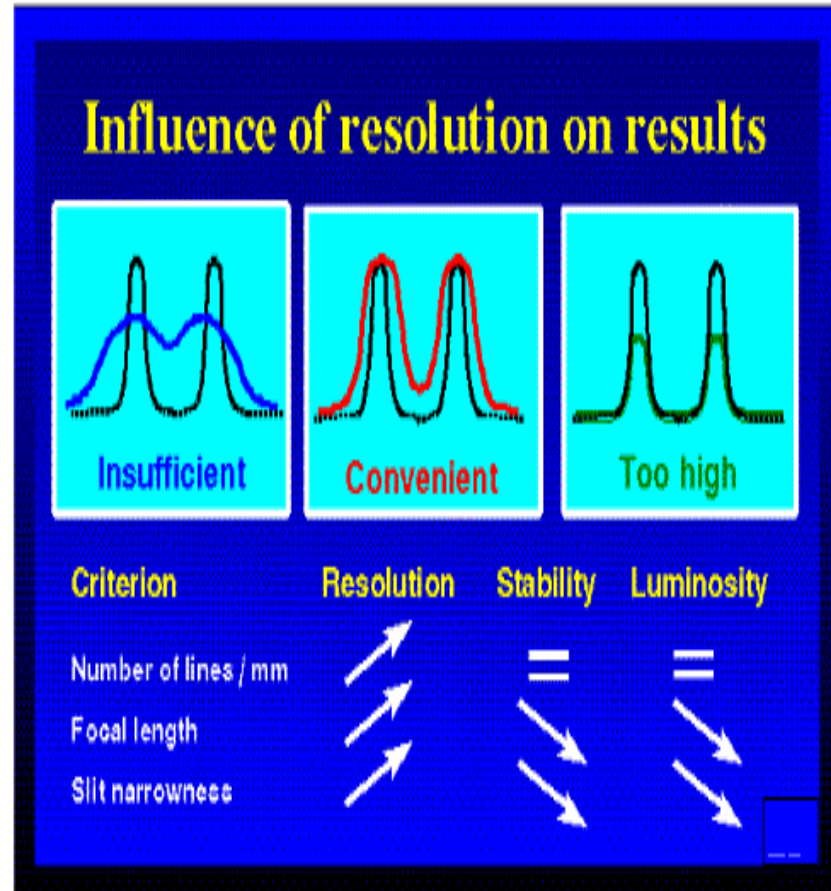 Influence of resolution on results
Insufficient Convenient Too high
Criterion Resolution Stability Luminosity
Number of lines / mm = =
Focal length
Slit narrowness